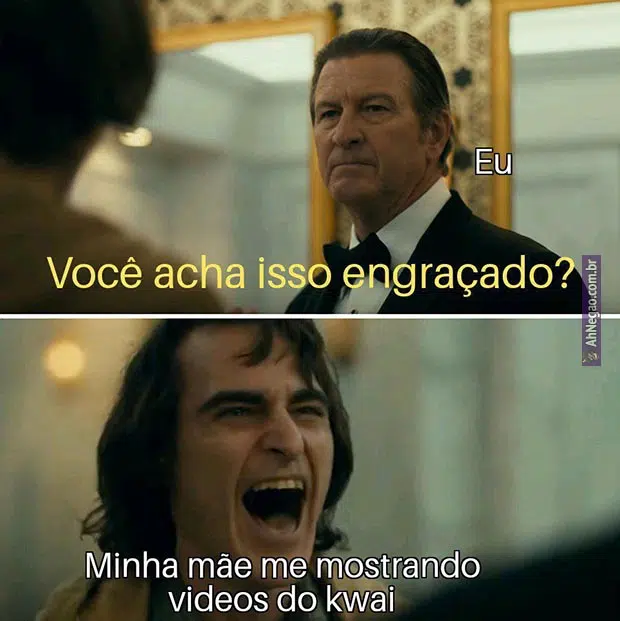 Eu
Você acha isso engraçado?
AhNegao.com.br
Minha mãe me mostrando
videos do kwai